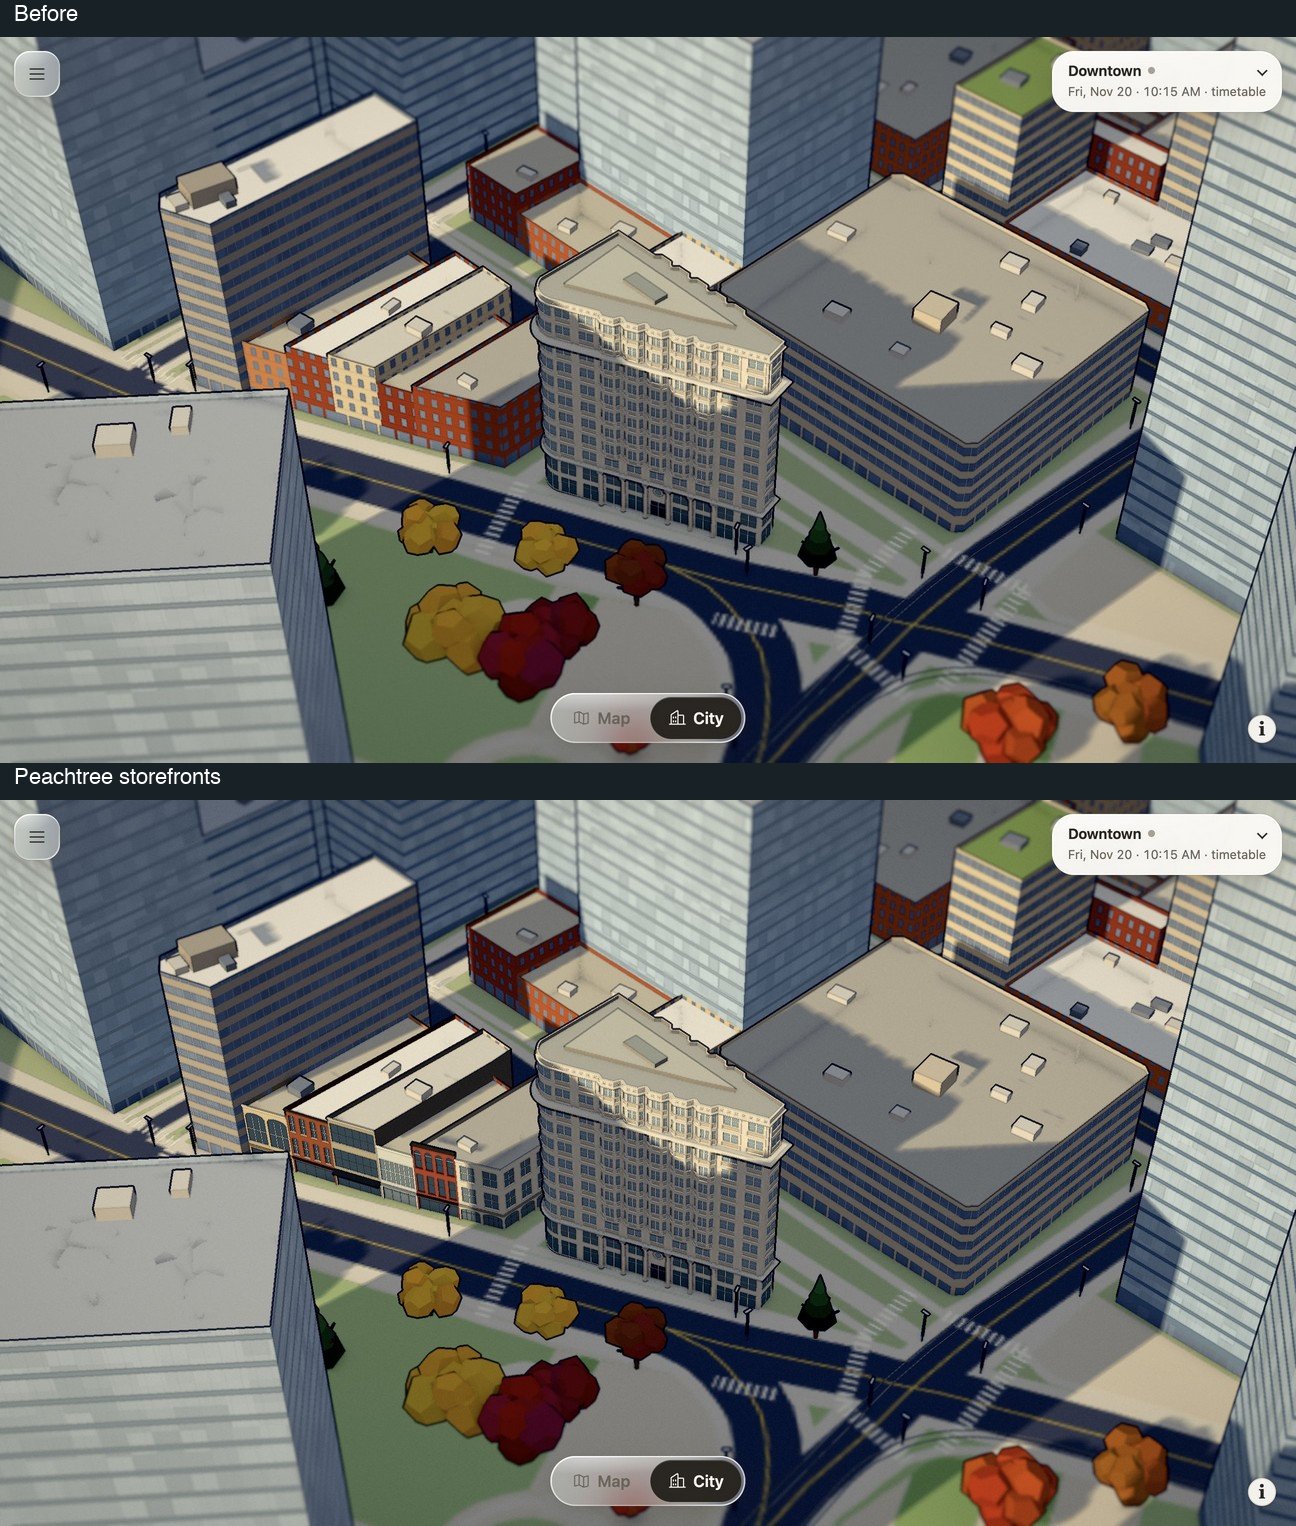 Before
Downtown
Fri, Nov 20 · 10:15 AM · timetable
Map
City
i
Peachtree storefronts
Downtown
Fri, Nov 20 · 10:15 AM · timetable
Map
City
i